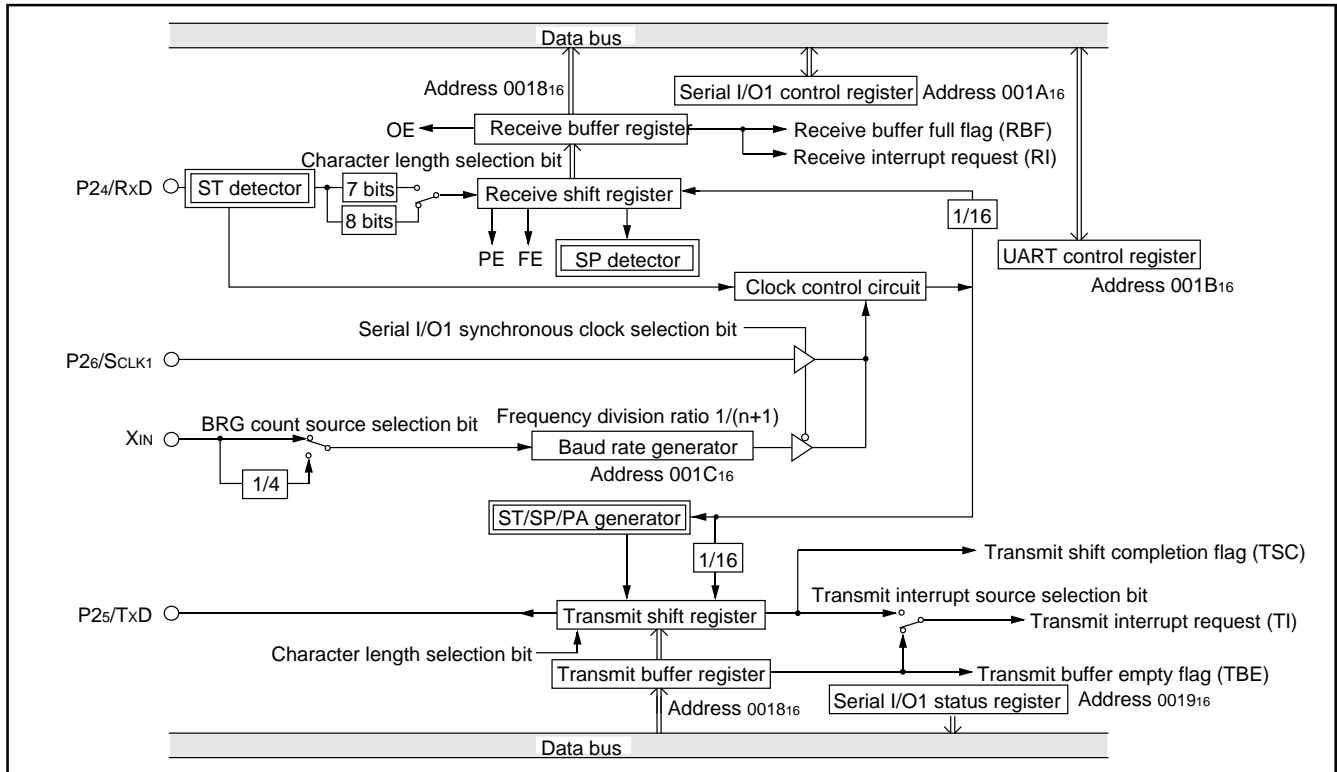 Data bus
Address 0018₁₆
Serial I/O1 control register Address 001A₁₆
OE Receive buffer register Receive buffer full flag (RBF)
Receive interrupt request (RI)
Character length selection bit
P2₄/RxD ST detector 7 bits Receive shift register
8 bits 1/16
PE FE SP detector UART control register
Address 001B₁₆
Clock control circuit
Serial I/O1 synchronous clock selection bit
P2₆/SCLK1
BRG count source selection bit Frequency division ratio 1/(n+1)
XIN Baud rate generator
Address 001C₁₆
1/4
ST/SP/PA generator
1/16 Transmit shift completion flag (TSC)
Transmit interrupt source selection bit
P2₅/TxD Transmit shift register Transmit interrupt request (TI)
Character length selection bit
Transmit buffer register Transmit buffer empty flag (TBE)
Address 0018₁₆ Serial I/O1 status register Address 0019₁₆
Data bus